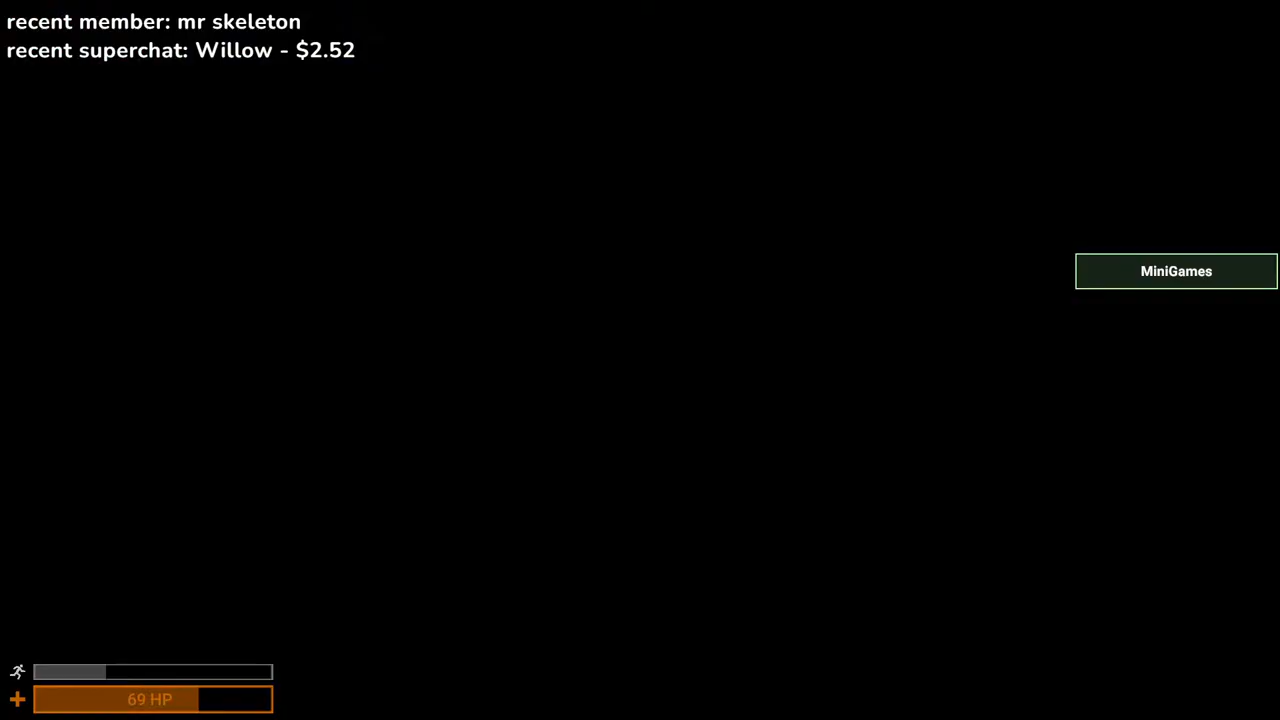 recent member: mr skeleton
recent superchat: Willow - $2.52
MiniGames
69 HP